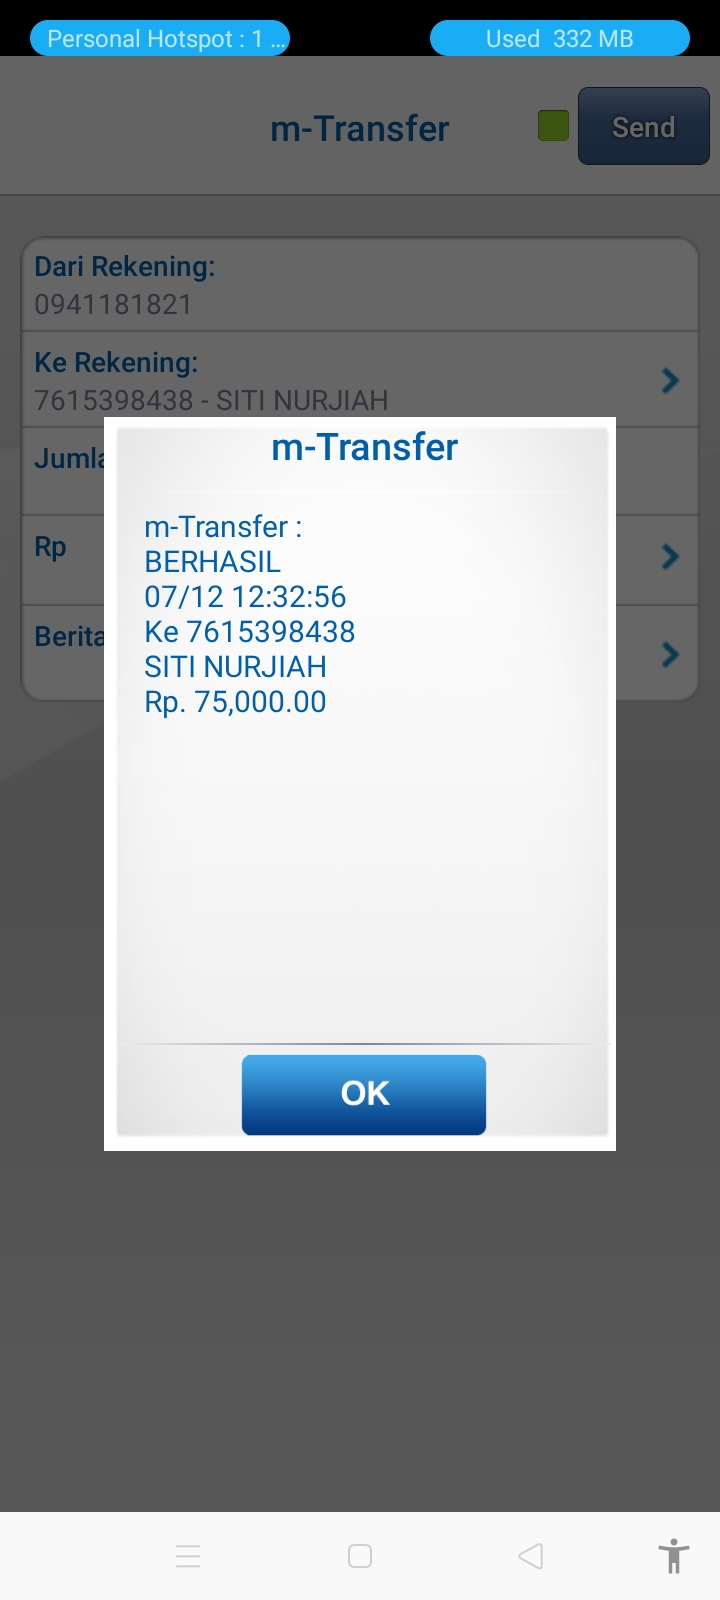 Personal Hotspot : 1 ...
Used 332 MB
m-Transfer
Send
Dari Rekening:
0941181821
Ke Rekening:
7615398438 - SITI NURJIAH
Jumla
Rp
Berita
m-Transfer
m-Transfer :
BERHASIL
07/12 12:32:56
Ke 7615398438
SITI NURJIAH
Rp. 75,000.00
OK